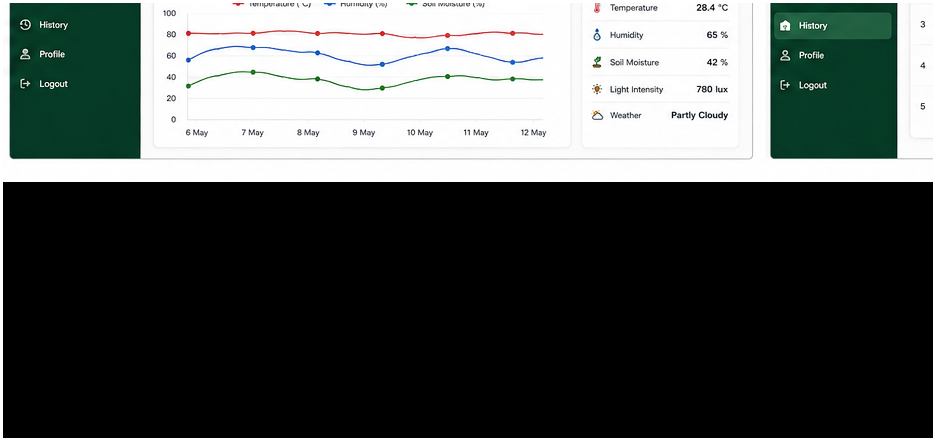 Temperature (°C) Humidity (%) Soil Moisture (%)
100
80
60
40
20
0
6 May 7 May 8 May 9 May 10 May 11 May 12 May
History
Profile
Logout
Temperature 28.4 °C
Humidity 65 %
Soil Moisture 42 %
Light Intensity 780 lux
Weather Partly Cloudy
History
Profile
Logout
3
4
5